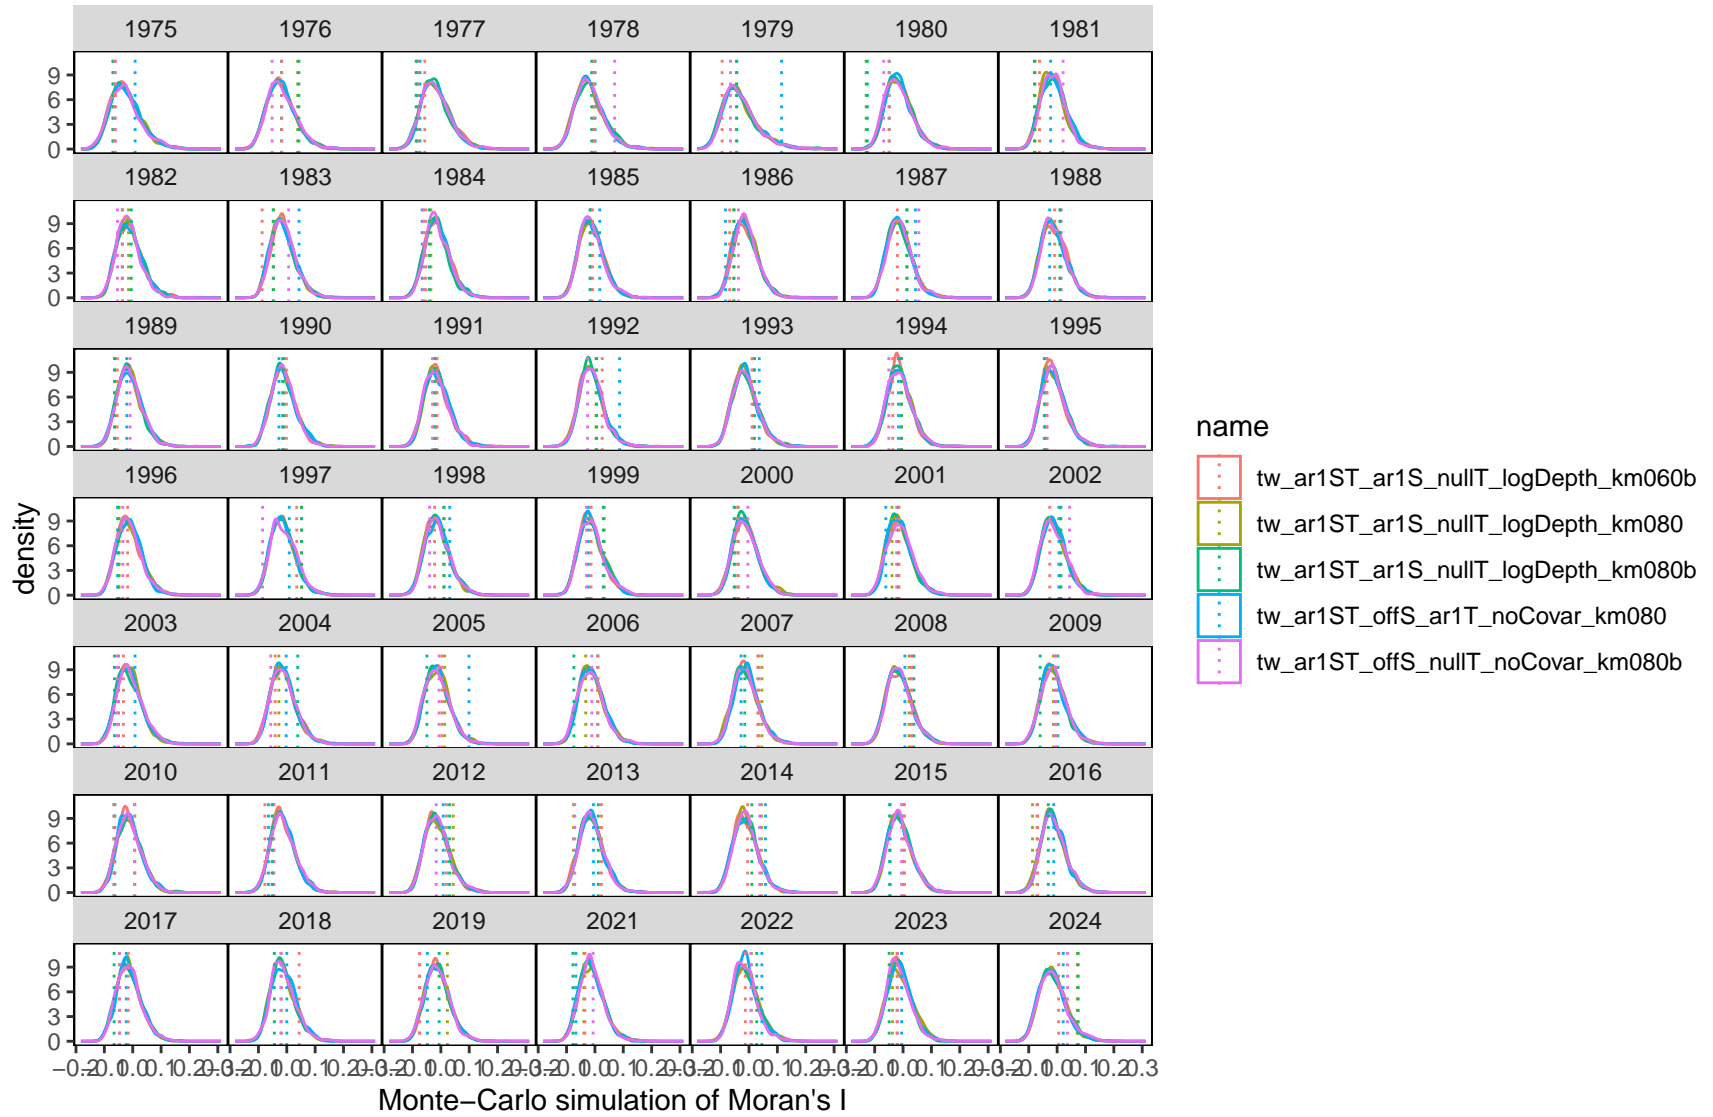 1975 1976 1977 1978 1979 1980 1981
9
6
3
0
1982 1983 1984 1985 1986 1987 1988
9
6
3
0
1989 1990 1991 1992 1993 1994 1995
9
6
3
0
1996 1997 1998 1999 2000 2001 2002
9
6
3
0
2003 2004 2005 2006 2007 2008 2009
9
6
3
0
2010 2011 2012 2013 2014 2015 2016
9
6
3
0
2017 2018 2019 2021 2022 2023 2024
9
6
3
0
density
Monte−Carlo simulation of Moran's I
name
tw_ar1ST_ar1S_nullT_logDepth_km060b
tw_ar1ST_ar1S_nullT_logDepth_km080
tw_ar1ST_ar1S_nullT_logDepth_km080b
tw_ar1ST_offS_ar1T_noCovar_km080
tw_ar1ST_offS_nullT_noCovar_km080b